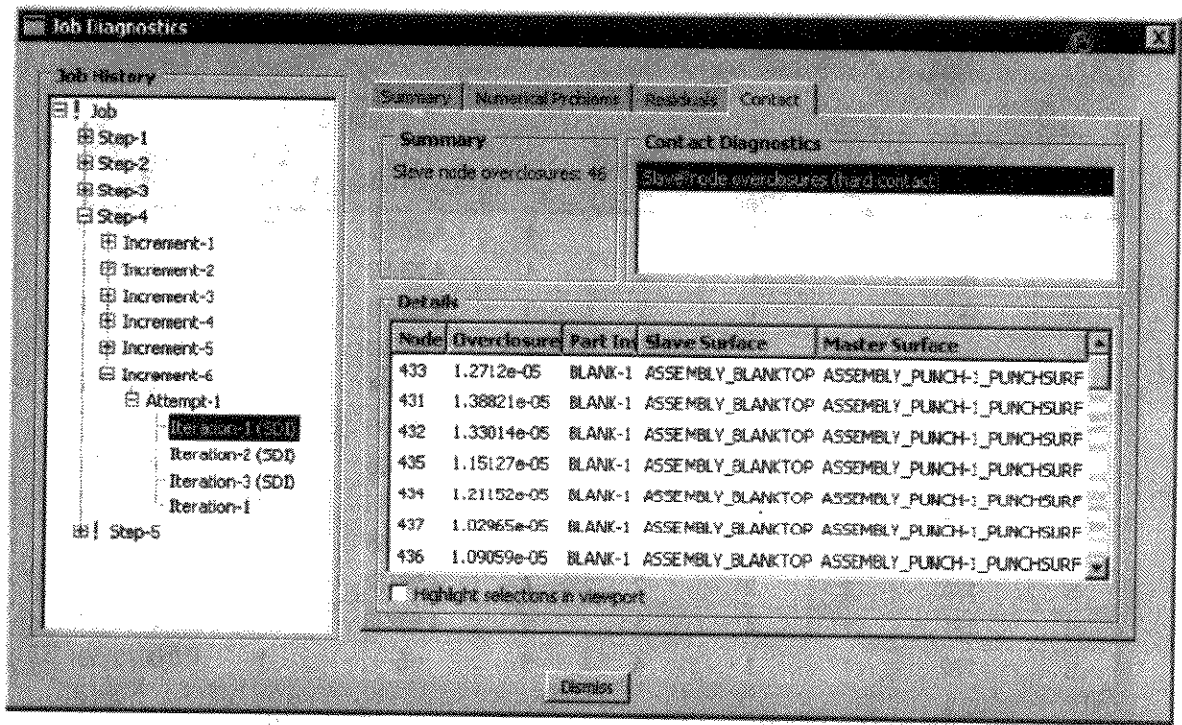 Job Diagnostics
X
Job History
Job
Step-1
Step-2
Step-3
Step-4
Increment-1
Increment-2
Increment-3
Increment-4
Increment-5
Increment-6
Attempt-1
Iteration-1 (SDI)
Iteration-2 (SDI)
Iteration-3 (SDI)
Iteration-1
! Step-5
Summary Numerical Problems Residuals Contact
Summary
Slave node overclosures: 46
Contact Diagnostics
Slave node overclosures (hard contact)
Details
Node Overclosure Part Ins Slave Surface Master Surface
433 1.2712e-05 BLANK-1 ASSEMBLY_BLANKTOP ASSEMBLY_PUNCH-1_PUNCHSURF
431 1.38821e-05 BLANK-1 ASSEMBLY_BLANKTOP ASSEMBLY_PUNCH-1_PUNCHSURF
432 1.33014e-05 BLANK-1 ASSEMBLY_BLANKTOP ASSEMBLY_PUNCH-1_PUNCHSURF
435 1.15127e-05 BLANK-1 ASSEMBLY_BLANKTOP ASSEMBLY_PUNCH-1_PUNCHSURF
434 1.21152e-05 BLANK-1 ASSEMBLY_BLANKTOP ASSEMBLY_PUNCH-1_PUNCHSURF
437 1.02965e-05 BLANK-1 ASSEMBLY_BLANKTOP ASSEMBLY_PUNCH-1_PUNCHSURF
436 1.09059e-05 BLANK-1 ASSEMBLY_BLANKTOP ASSEMBLY_PUNCH-1_PUNCHSURF
Highlight selections in viewport
Dismiss